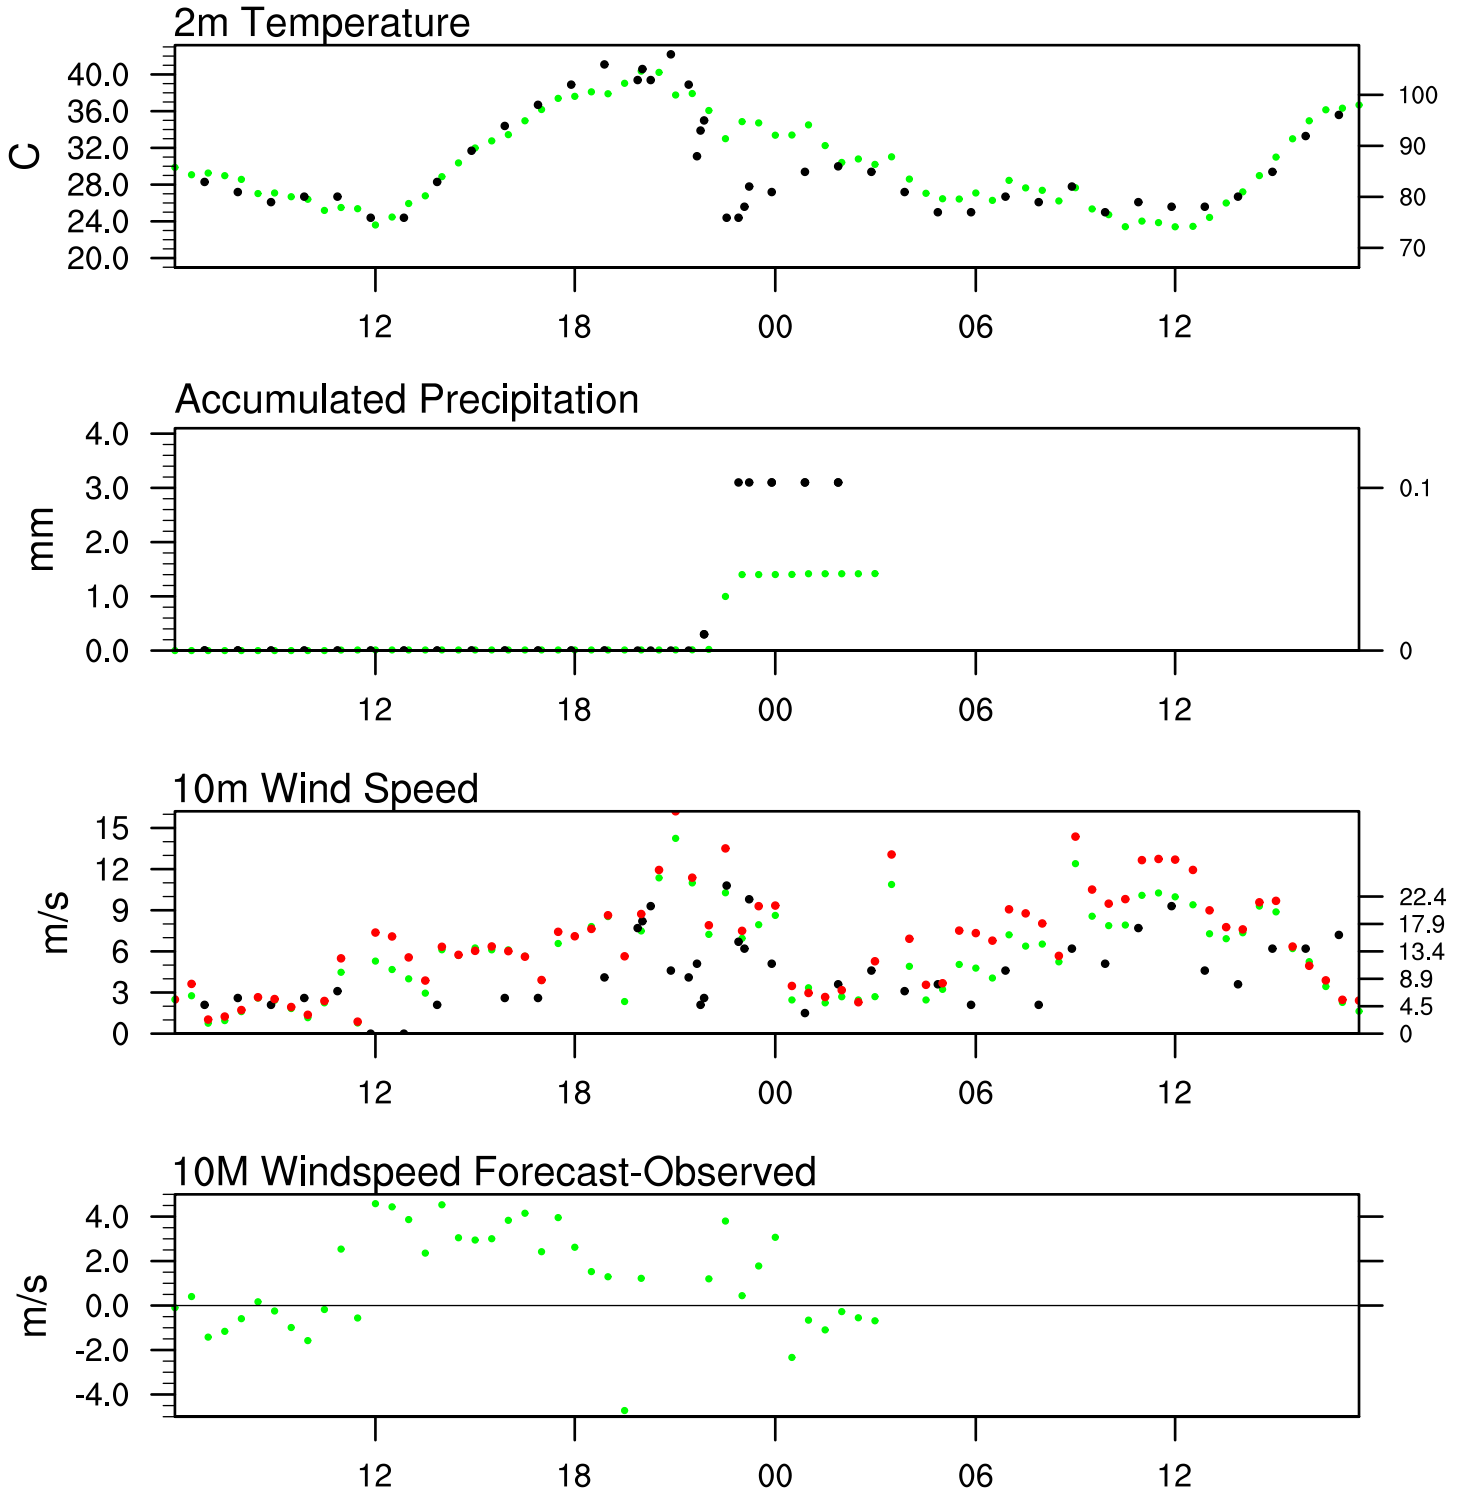 2m Temperature
C
40.0
36.0
32.0
28.0
24.0
20.0
100
90
80
70
12 18 00 06 12
Accumulated Precipitation
mm
4.0
3.0
2.0
1.0
0.0
0.1
0
12 18 00 06 12
10m Wind Speed
m/s
15
12
9
6
3
0
22.4
17.9
13.4
8.9
4.5
0
12 18 00 06 12
10M Windspeed Forecast-Observed
m/s
4.0
2.0
0.0
-2.0
-4.0
12 18 00 06 12